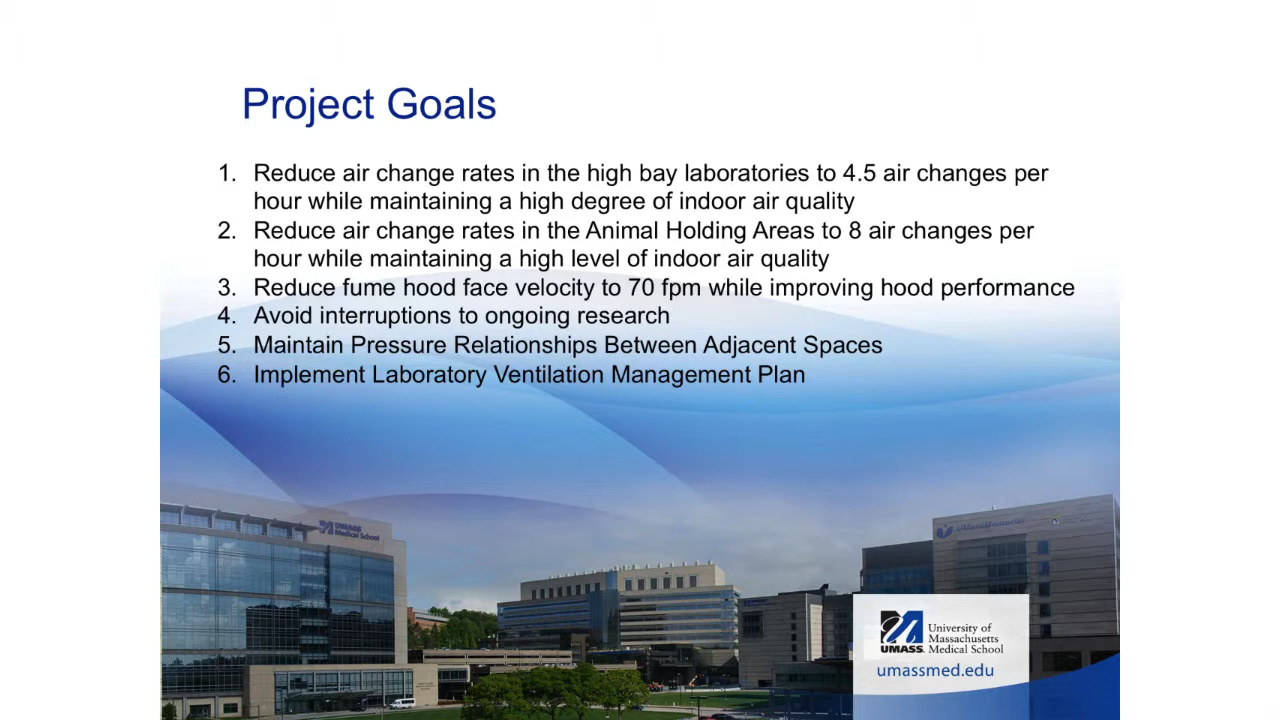 Project Goals
1. Reduce air change rates in the high bay laboratories to 4.5 air changes per
hour while maintaining a high degree of indoor air quality
2. Reduce air change rates in the Animal Holding Areas to 8 air changes per
hour while maintaining a high level of indoor air quality
3. Reduce fume hood face velocity to 70 fpm while improving hood performance
4. Avoid interruptions to ongoing research
5. Maintain Pressure Relationships Between Adjacent Spaces
6. Implement Laboratory Ventilation Management Plan
UMASS
Medical School
UMassMemorial
University of
Massachusetts
UMASS. Medical School
umassmed.edu